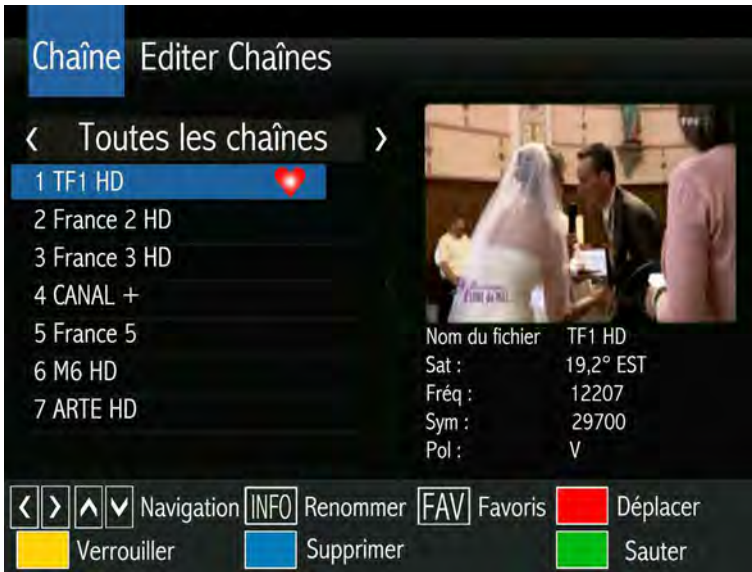 Chaîne Editer Chaînes
Toutes les chaînes
1 TF1 HD
2 France 2 HD
3 France 3 HD
4 CANAL +
5 France 5
6 M6 HD
7 ARTE HD
Nom du fichier TF1 HD
Sat : 19,2° EST
Fréq : 12207
Sym : 29700
Pol : V
Navigation INFO Renommer FAV Favoris Déplacer
Verrouiller Supprimer Sauter